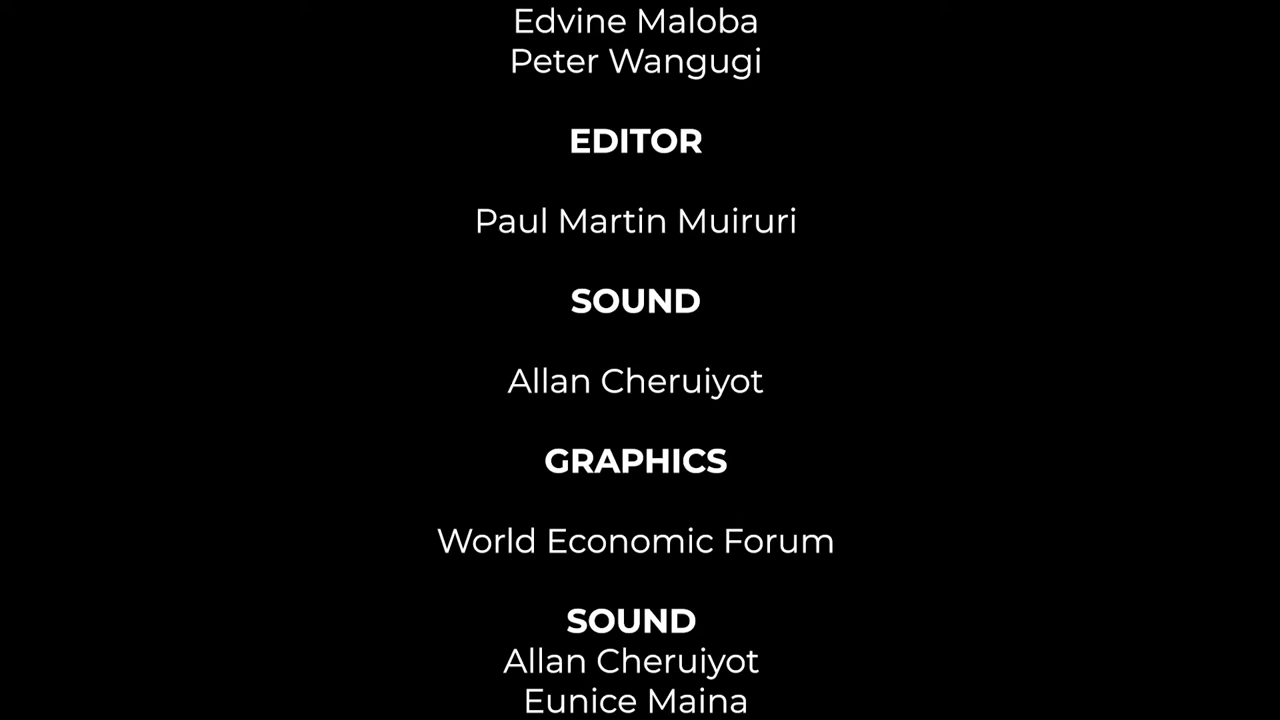 Edvine Maloba
Peter Wangugi
EDITOR
Paul Martin Muiruri
SOUND
Allan Cheruiyot
GRAPHICS
World Economic Forum
SOUND
Allan Cheruiyot
Eunice Maina